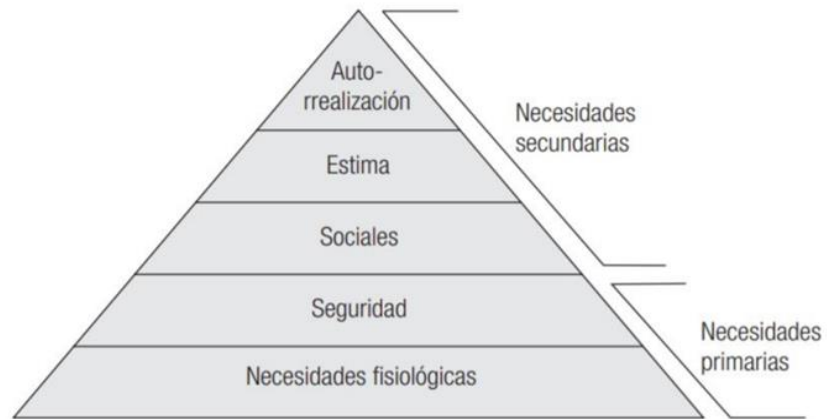 Auto-
rrealización
Necesidades
secundarias
Estima
Sociales
Seguridad
Necesidades
primarias
Necesidades fisiológicas